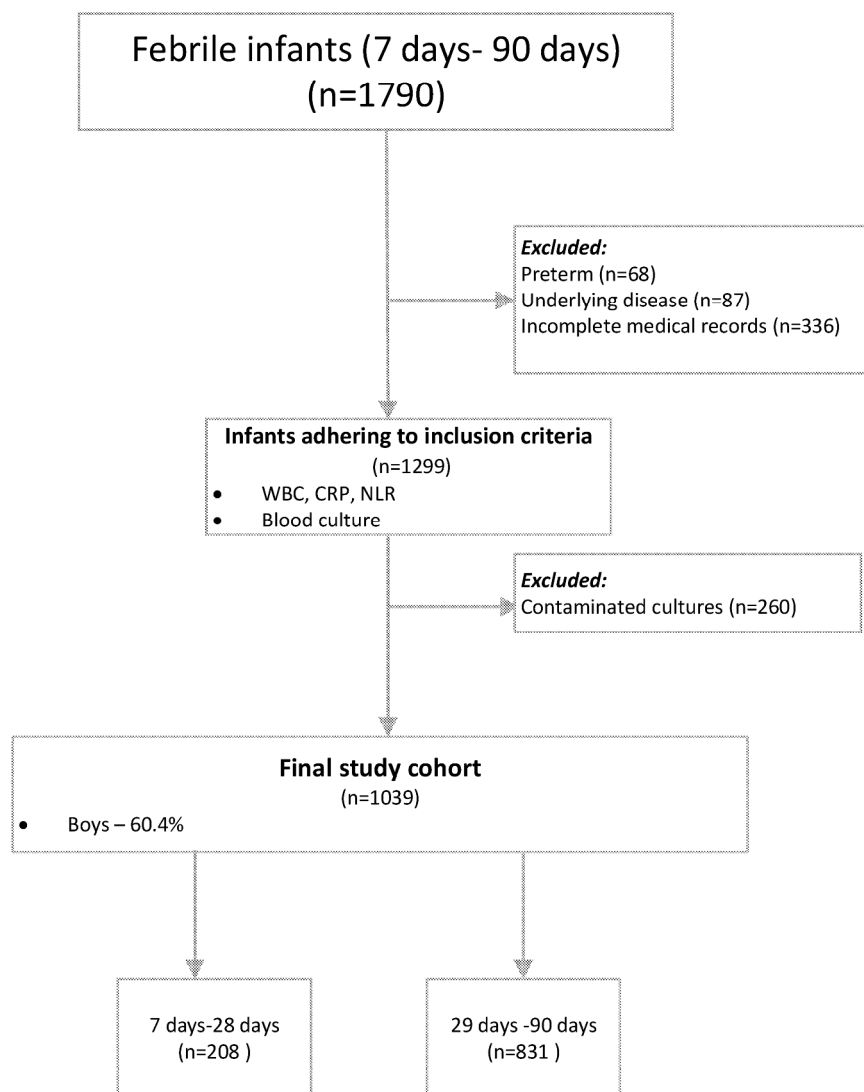 Febrile infants (7 days- 90 days)
(n=1790)
Excluded:
Preterm (n=68)
Underlying disease (n=87)
Incomplete medical records (n=336)
Infants adhering to inclusion criteria
(n=1299)
• WBC, CRP, NLR
• Blood culture
Excluded:
Contaminated cultures (n=260)
Final study cohort
(n=1039)
• Boys – 60.4%
7 days-28 days
(n=208 )
29 days -90 days
(n=831 )